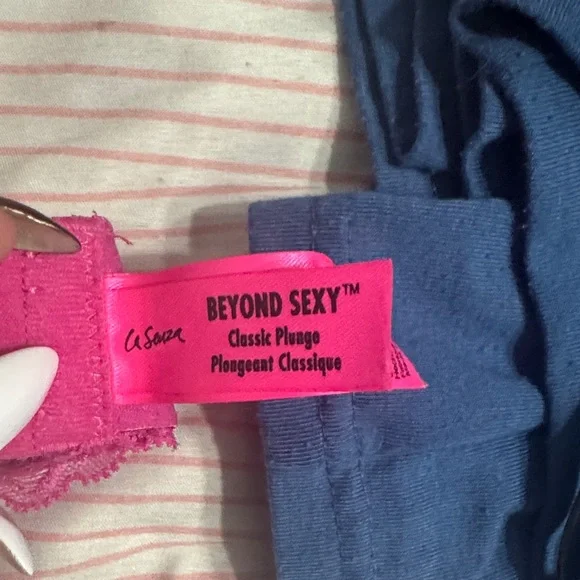 La Senza
BEYOND SEXY™
Classic Plunge
Plongeant Classique